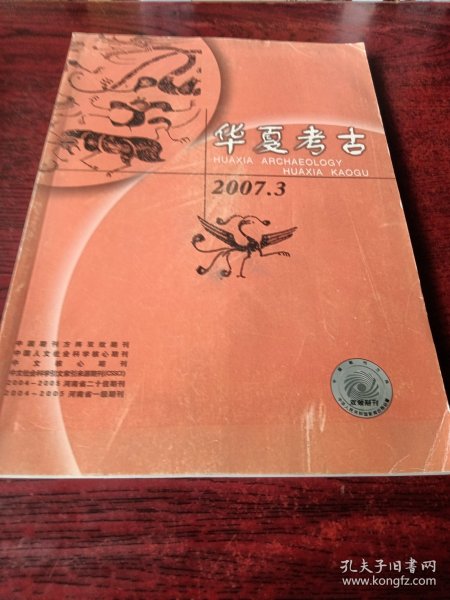 华夏考古
HUAXIA ARCHAEOLOGY
HUAXIA KAOGU
2007.3
中国期刊方阵双效期刊
中国人文社会科学核心期刊
中文核心期刊
中文社会科学引文索引来源期刊(CSSCI)
2004-2005河南省二十佳期刊
2004-2005河南省一级期刊
双效期刊
孔夫子旧书网
www.kongfz.com